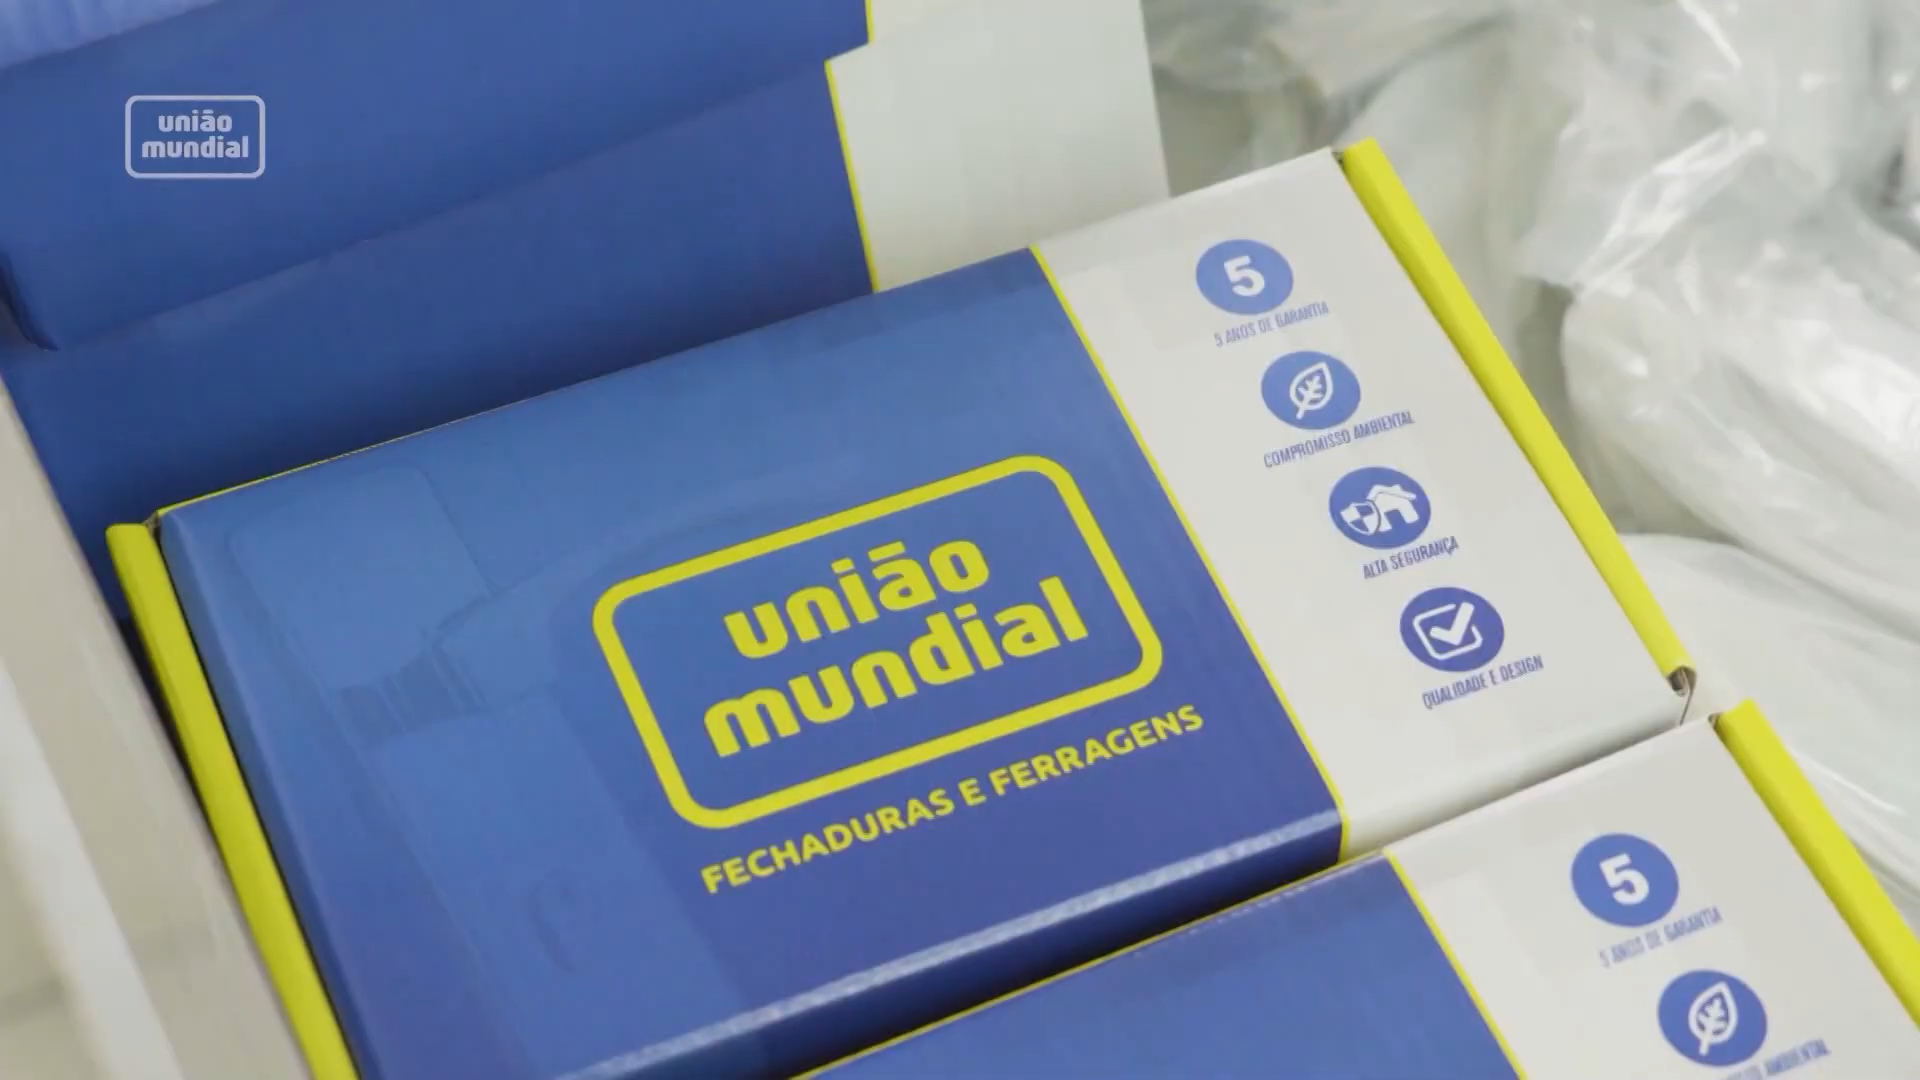 união
mundial
5
5 ANOS DE GARANTIA
COMPROMISSO AMBIENTAL
ALTA SEGURANÇA
QUALIDADE E DESIGN
união
mundial
FECHADURAS E FERRAGENS
5
5 ANOS DE GARANTIA
AMBIENTAL